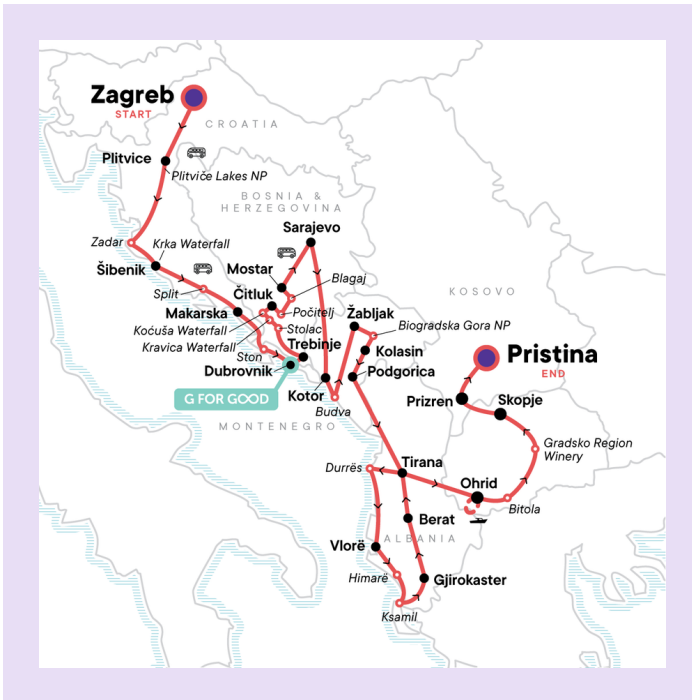 Zagreb
START
CROATIA
Plitvice
Plitviče Lakes NP
BOSNIA &
HERZEGOVINA
Sarajevo
Zadar
Krka Waterfall
Šibenik
Mostar
Blagaj
Split
Čitluk
KOSOVO
Makarska
Počitelj
Žabljak
Koćuša Waterfall
Stolac
Biogradska Gora NP
Kravica Waterfall
Trebinje
Kolasin
Pristina
END
Ston
Dubrovnik
Podgorica
G FOR GOOD
Kotor
Prizren
Skopje
Budva
MONTENEGRO
Gradsko Region
Winery
Durrës
Tirana
Ohrid
Bitola
Berat
ALBANIA
Vlorë
Himarë
Gjirokaster
Ksamil